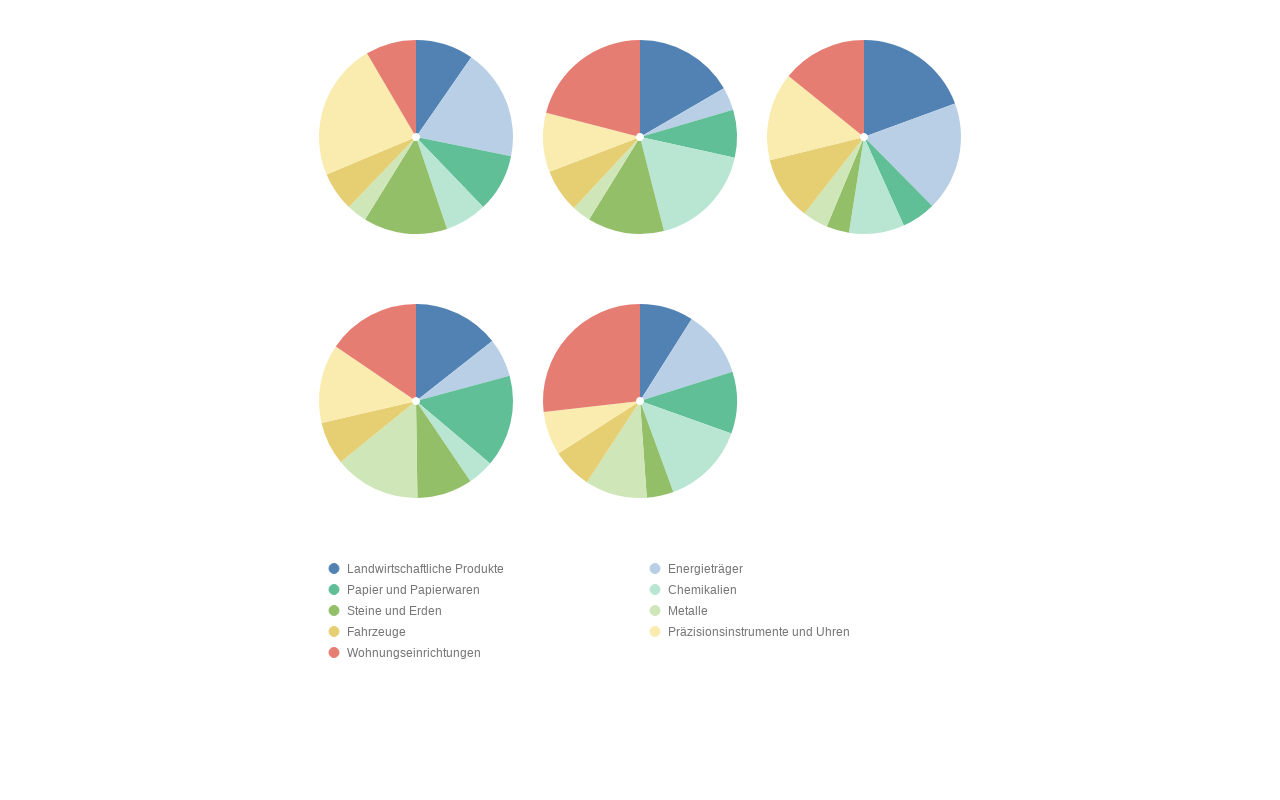 Landwirtschaftliche Produkte
Energieträger
Papier und Papierwaren
Chemikalien
Steine und Erden
Metalle
Fahrzeuge
Präzisionsinstrumente und Uhren
Wohnungseinrichtungen